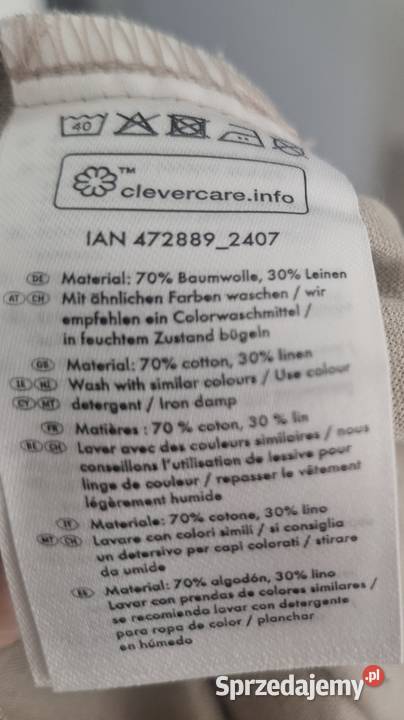 40
™
clevercare.info
IAN 472889_2407
DE Material: 70% Baumwolle, 30% Leinen
AT CH Mit ähnlichen Farben waschen / wir
empfehlen ein Colorwaschmittel /
in feuchtem Zustand bügeln
GB Material: 70% cotton, 30% linen
IE NI Wash with similar colours / Use colour
CY MT detergent / Iron damp
FR Matières : 70 % coton, 30 % lin
BE CH Laver avec des couleurs similaires / nous
conseillons l'utilisation de lessive pour
linge de couleur / repasser le vêtement
légèrement humide
IT Materiale: 70% cotone, 30% lino
MT CH Lavare con colori simili / si consiglia
un detersivo per capi colorati / stirare
da umido
ES Material: 70% algodón, 30% lino
Lavar con prendas de colores similares /
se recomienda lavar con detergente
para ropa de color / planchar
en húmedo
Sprzedajemy.pl